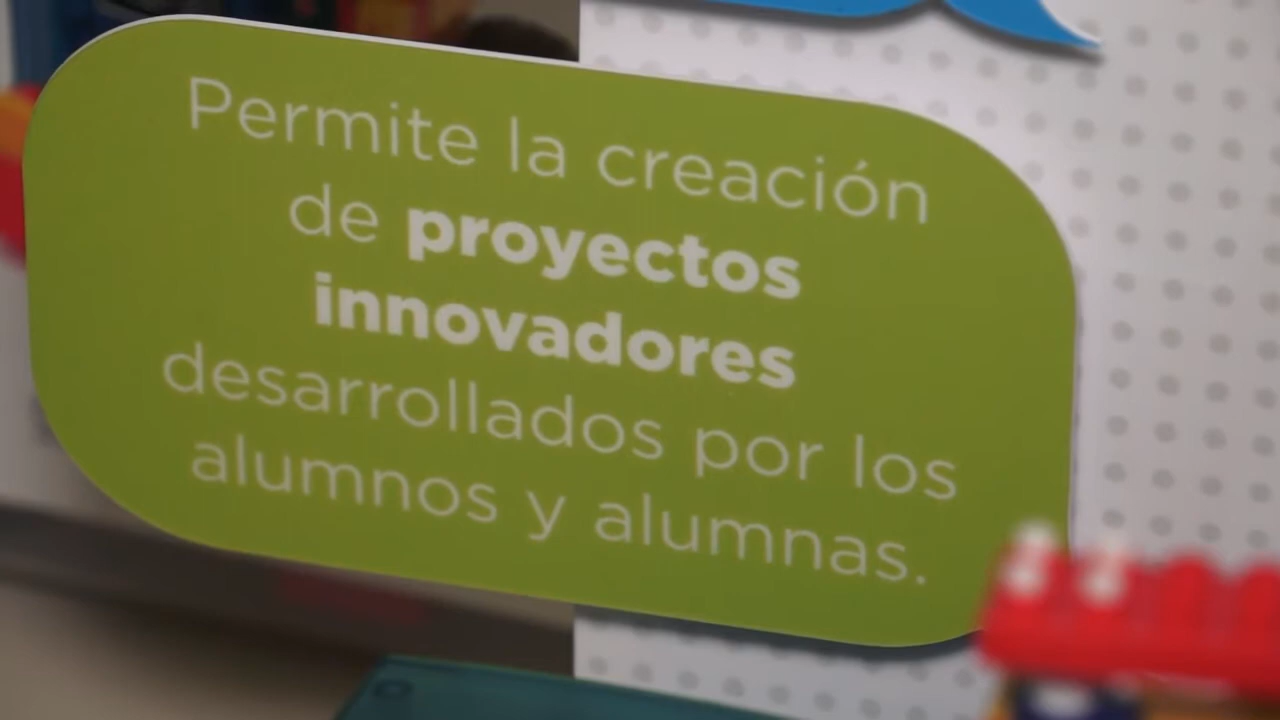 Permite la creación
de proyectos
innovadores
desarrollados por los
alumnos y alumnas.